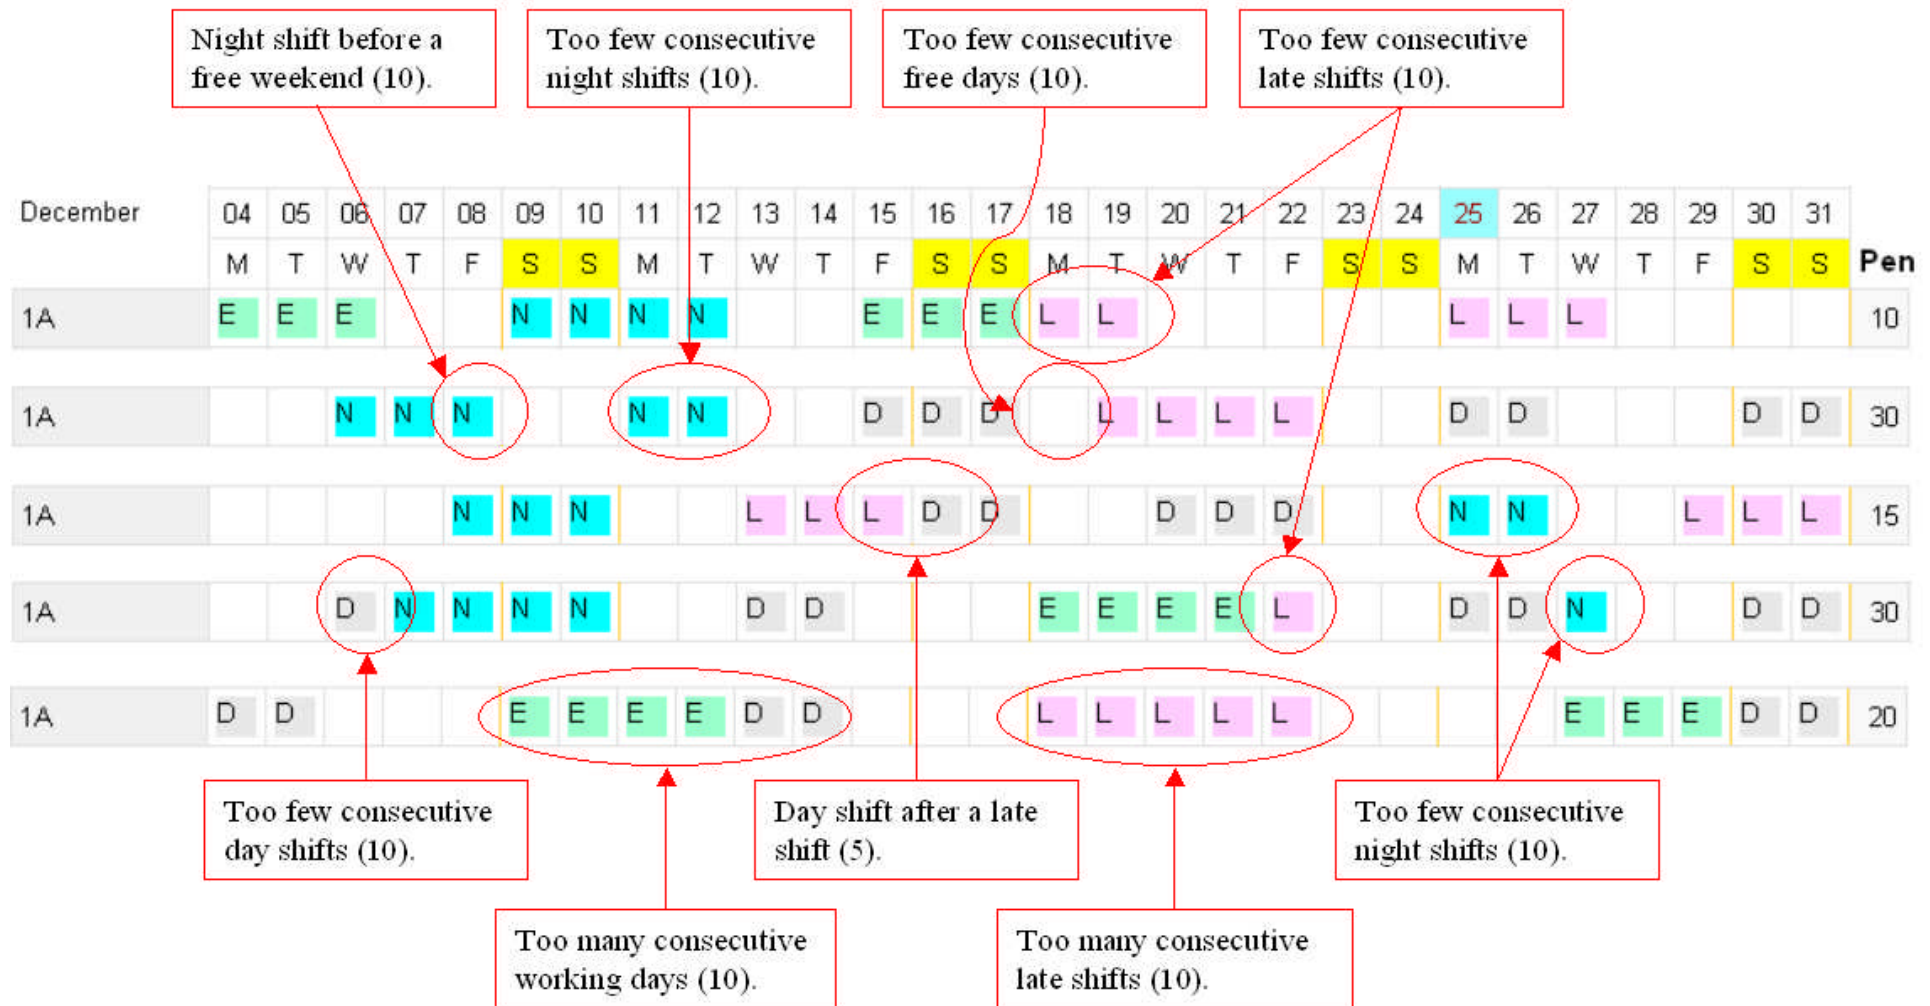 Night shift before a
free weekend (10).
Too few consecutive
night shifts (10).
Too few consecutive
free days (10).
Too few consecutive
late shifts (10).
December 04 05 06 07 08 09 10 11 12 13 14 15 16 17 18 19 20 21 22 23 24 25 26 27 28 29 30 31
M T W T F S S M T W T F S S M T W T F S S M T W T F S S Pen
1A E E E N N N N E E E L L L L L 10
1A N N N N N D D D L L L L D D D D 30
1A N N N L L L D D D D D N N L L L 15
1A D N N N N D D E E E E L D D N D D 30
1A D D E E E E D D L L L L L E E E D D 20
Too few consecutive
day shifts (10).
Day shift after a late
shift (5).
Too few consecutive
night shifts (10).
Too many consecutive
working days (10).
Too many consecutive
late shifts (10).